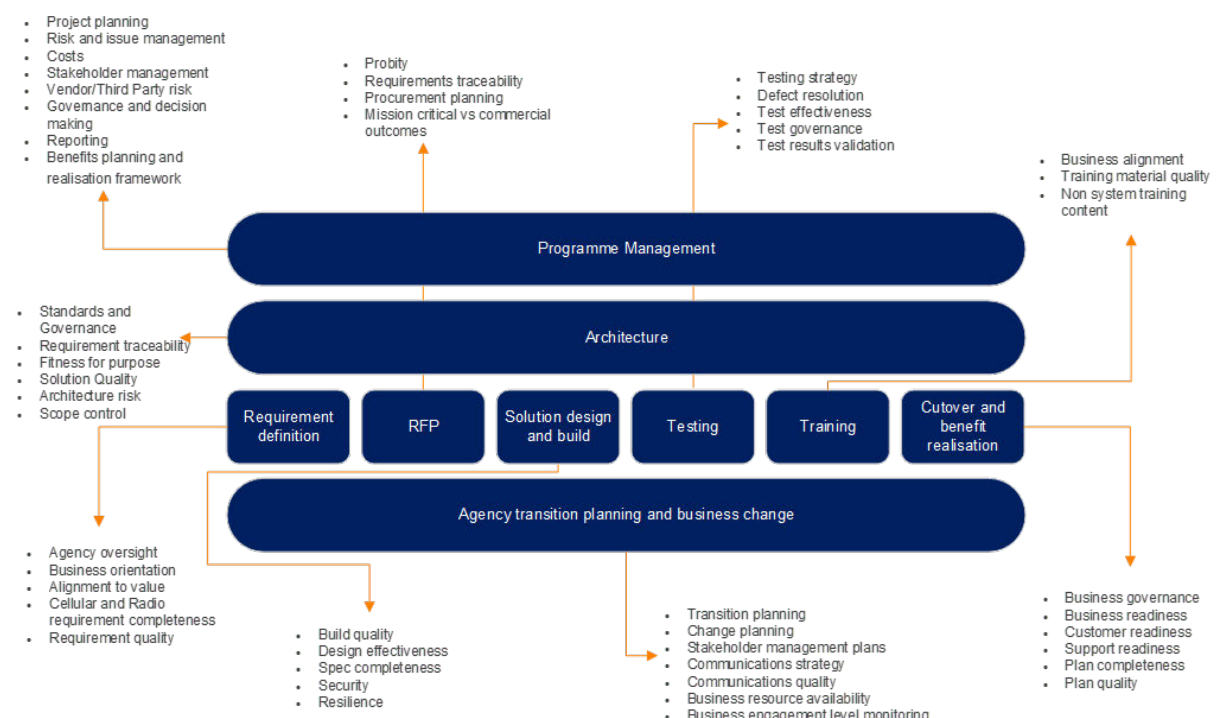 Project planning
Risk and issue management
Costs
Stakeholder management
Vendor/Third Party risk
Governance and decision
making
Reporting
Benefits planning and
realisation framework
Probity
Requirements traceability
Procurement planning
Mission critical vs commercial
outcomes
Testing strategy
Defect resolution
Test effectiveness
Test governance
Test results validation
Business alignment
Training material quality
Non system training
content
Programme Management
Standards and
Governance
Requirement traceability
Fitness for purpose
Solution Quality
Architecture risk
Scope control
Architecture
Requirement
definition
RFP
Solution design
and build
Testing
Training
Cutover and
benefit
realisation
Agency transition planning and business change
Agency oversight
Business orientation
Alignment to value
Cellular and Radio
requirement completeness
Requirement quality
Build quality
Design effectiveness
Spec completeness
Security
Resilience
Transition planning
Change planning
Stakeholder management plans
Communications strategy
Communications quality
Business resource availability
Business engagement level monitoring
Business governance
Business readiness
Customer readiness
Support readiness
Plan completeness
Plan quality